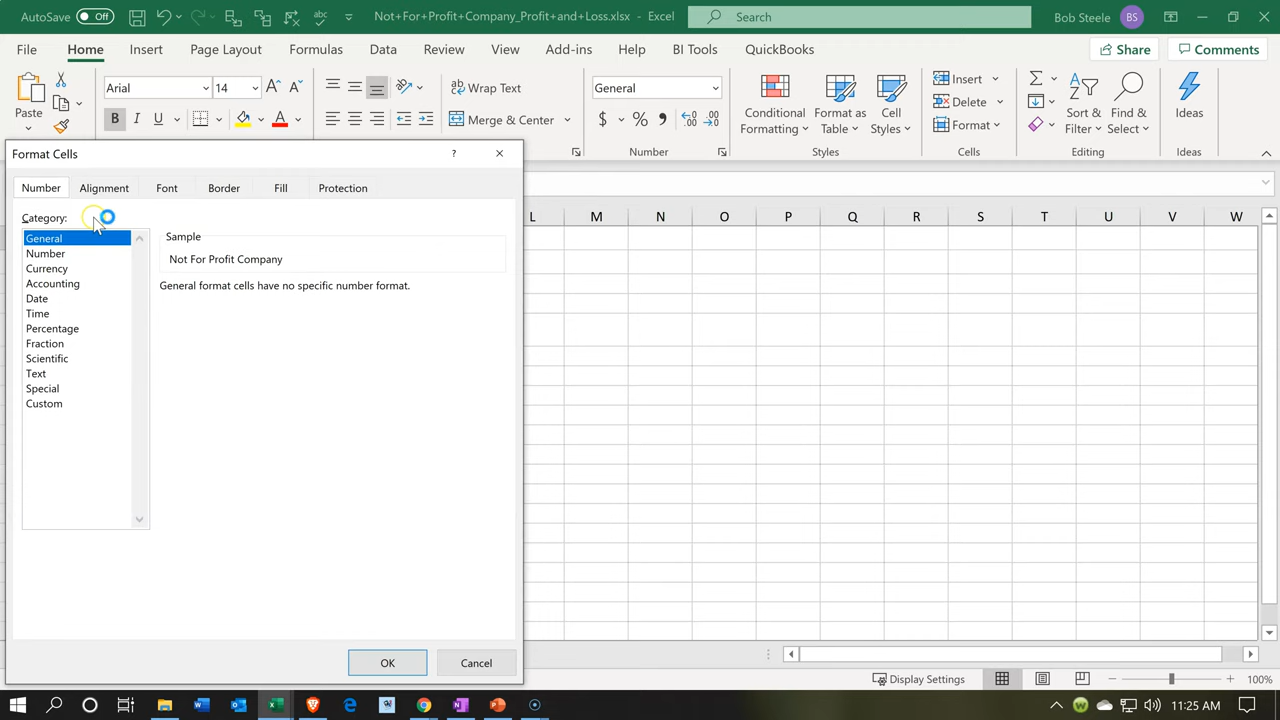 AutoSave Off Not+For+Profit+Company_Profit+and+Loss.xlsx - Excel Search Bob Steele BS
File Home Insert Page Layout Formulas Data Review View Add-ins Help BI Tools QuickBooks Share Comments
Paste Arial 14 A A ab Wrap Text General Conditional Formatting Format as Table Cell Styles Insert Sort & Filter Find & Select Ideas
Delete
B I U A Merge & Center $ % , Format
Number Styles Cells Editing Ideas
Format Cells ?
Number Alignment Font Border Fill Protection
Category:
General
Number
Currency
Accounting
Date
Time
Percentage
Fraction
Scientific
Text
Special
Custom
Sample
Not For Profit Company
General format cells have no specific number format.
L M N O P Q R S T U V W
OK Cancel
Display Settings 100%
11:25 AM